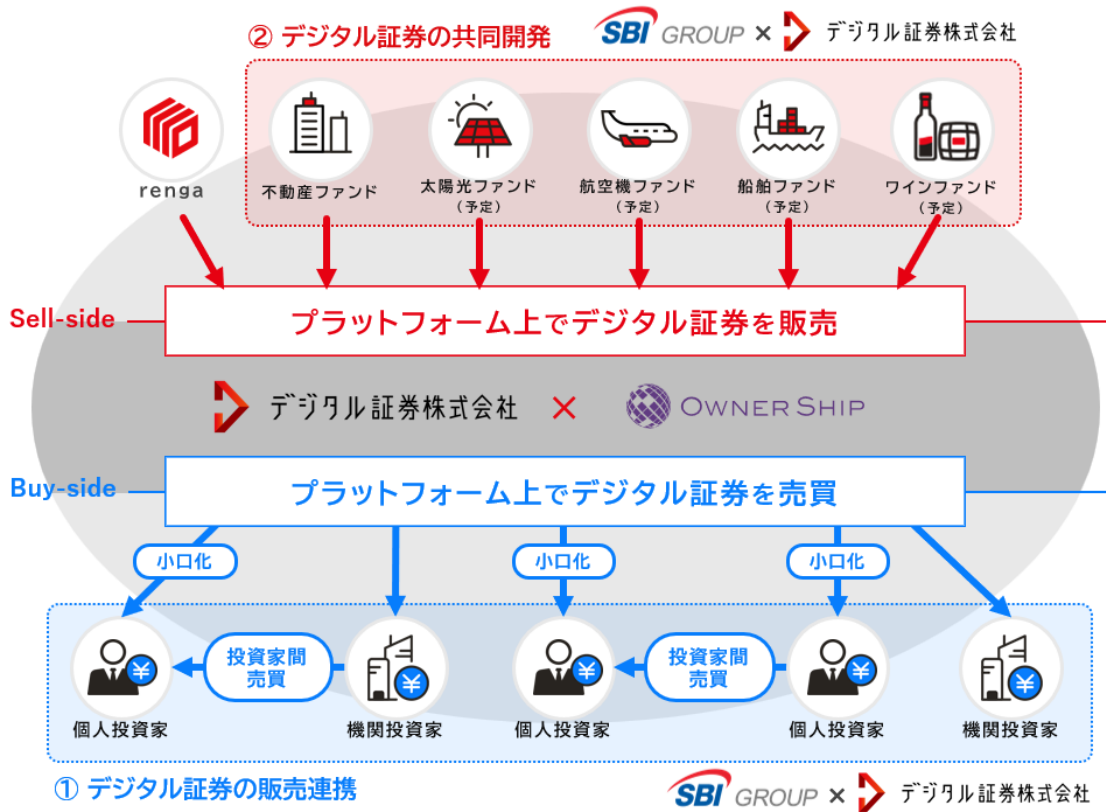 ② デジタル証券の共同開発
SBI GROUP × デジタル証券株式会社
renga
不動産ファンド
太陽光ファンド
（予定）
航空機ファンド
（予定）
船舶ファンド
（予定）
ワインファンド
（予定）
Sell-side
プラットフォーム上でデジタル証券を販売
デジタル証券株式会社 × OWNER SHIP
Buy-side
プラットフォーム上でデジタル証券を売買
小口化
小口化
小口化
投資家間
売買
投資家間
売買
¥
¥
¥
¥
¥
個人投資家
機関投資家
個人投資家
個人投資家
機関投資家
① デジタル証券の販売連携
SBI GROUP × デジタル証券株式会社